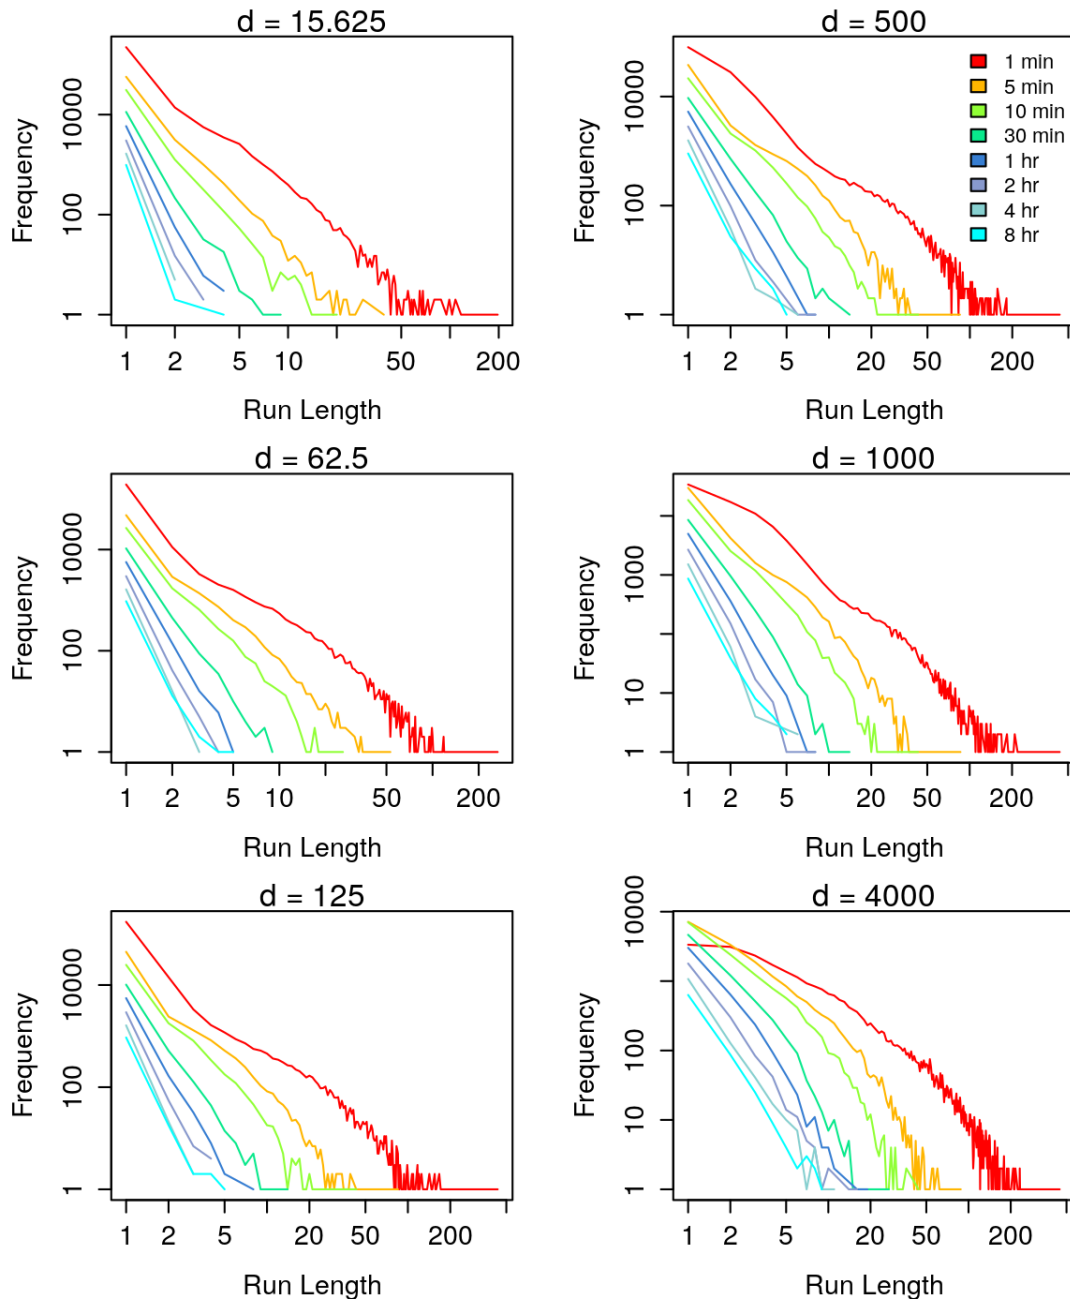 d = 15.625
Frequency
10000
100
1
1 2 5 10 50 200
Run Length
d = 500
Frequency
10000
100
1
1 min
5 min
10 min
30 min
1 hr
2 hr
4 hr
8 hr
1 2 5 20 50 200
Run Length
d = 62.5
Frequency
10000
100
1
1 2 5 10 50 200
Run Length
d = 1000
Frequency
1000
10
1
1 2 5 20 50 200
Run Length
d = 125
Frequency
10000
100
1
1 2 5 20 50 200
Run Length
d = 4000
Frequency
10000
100
10
1
1 2 5 20 50 200
Run Length